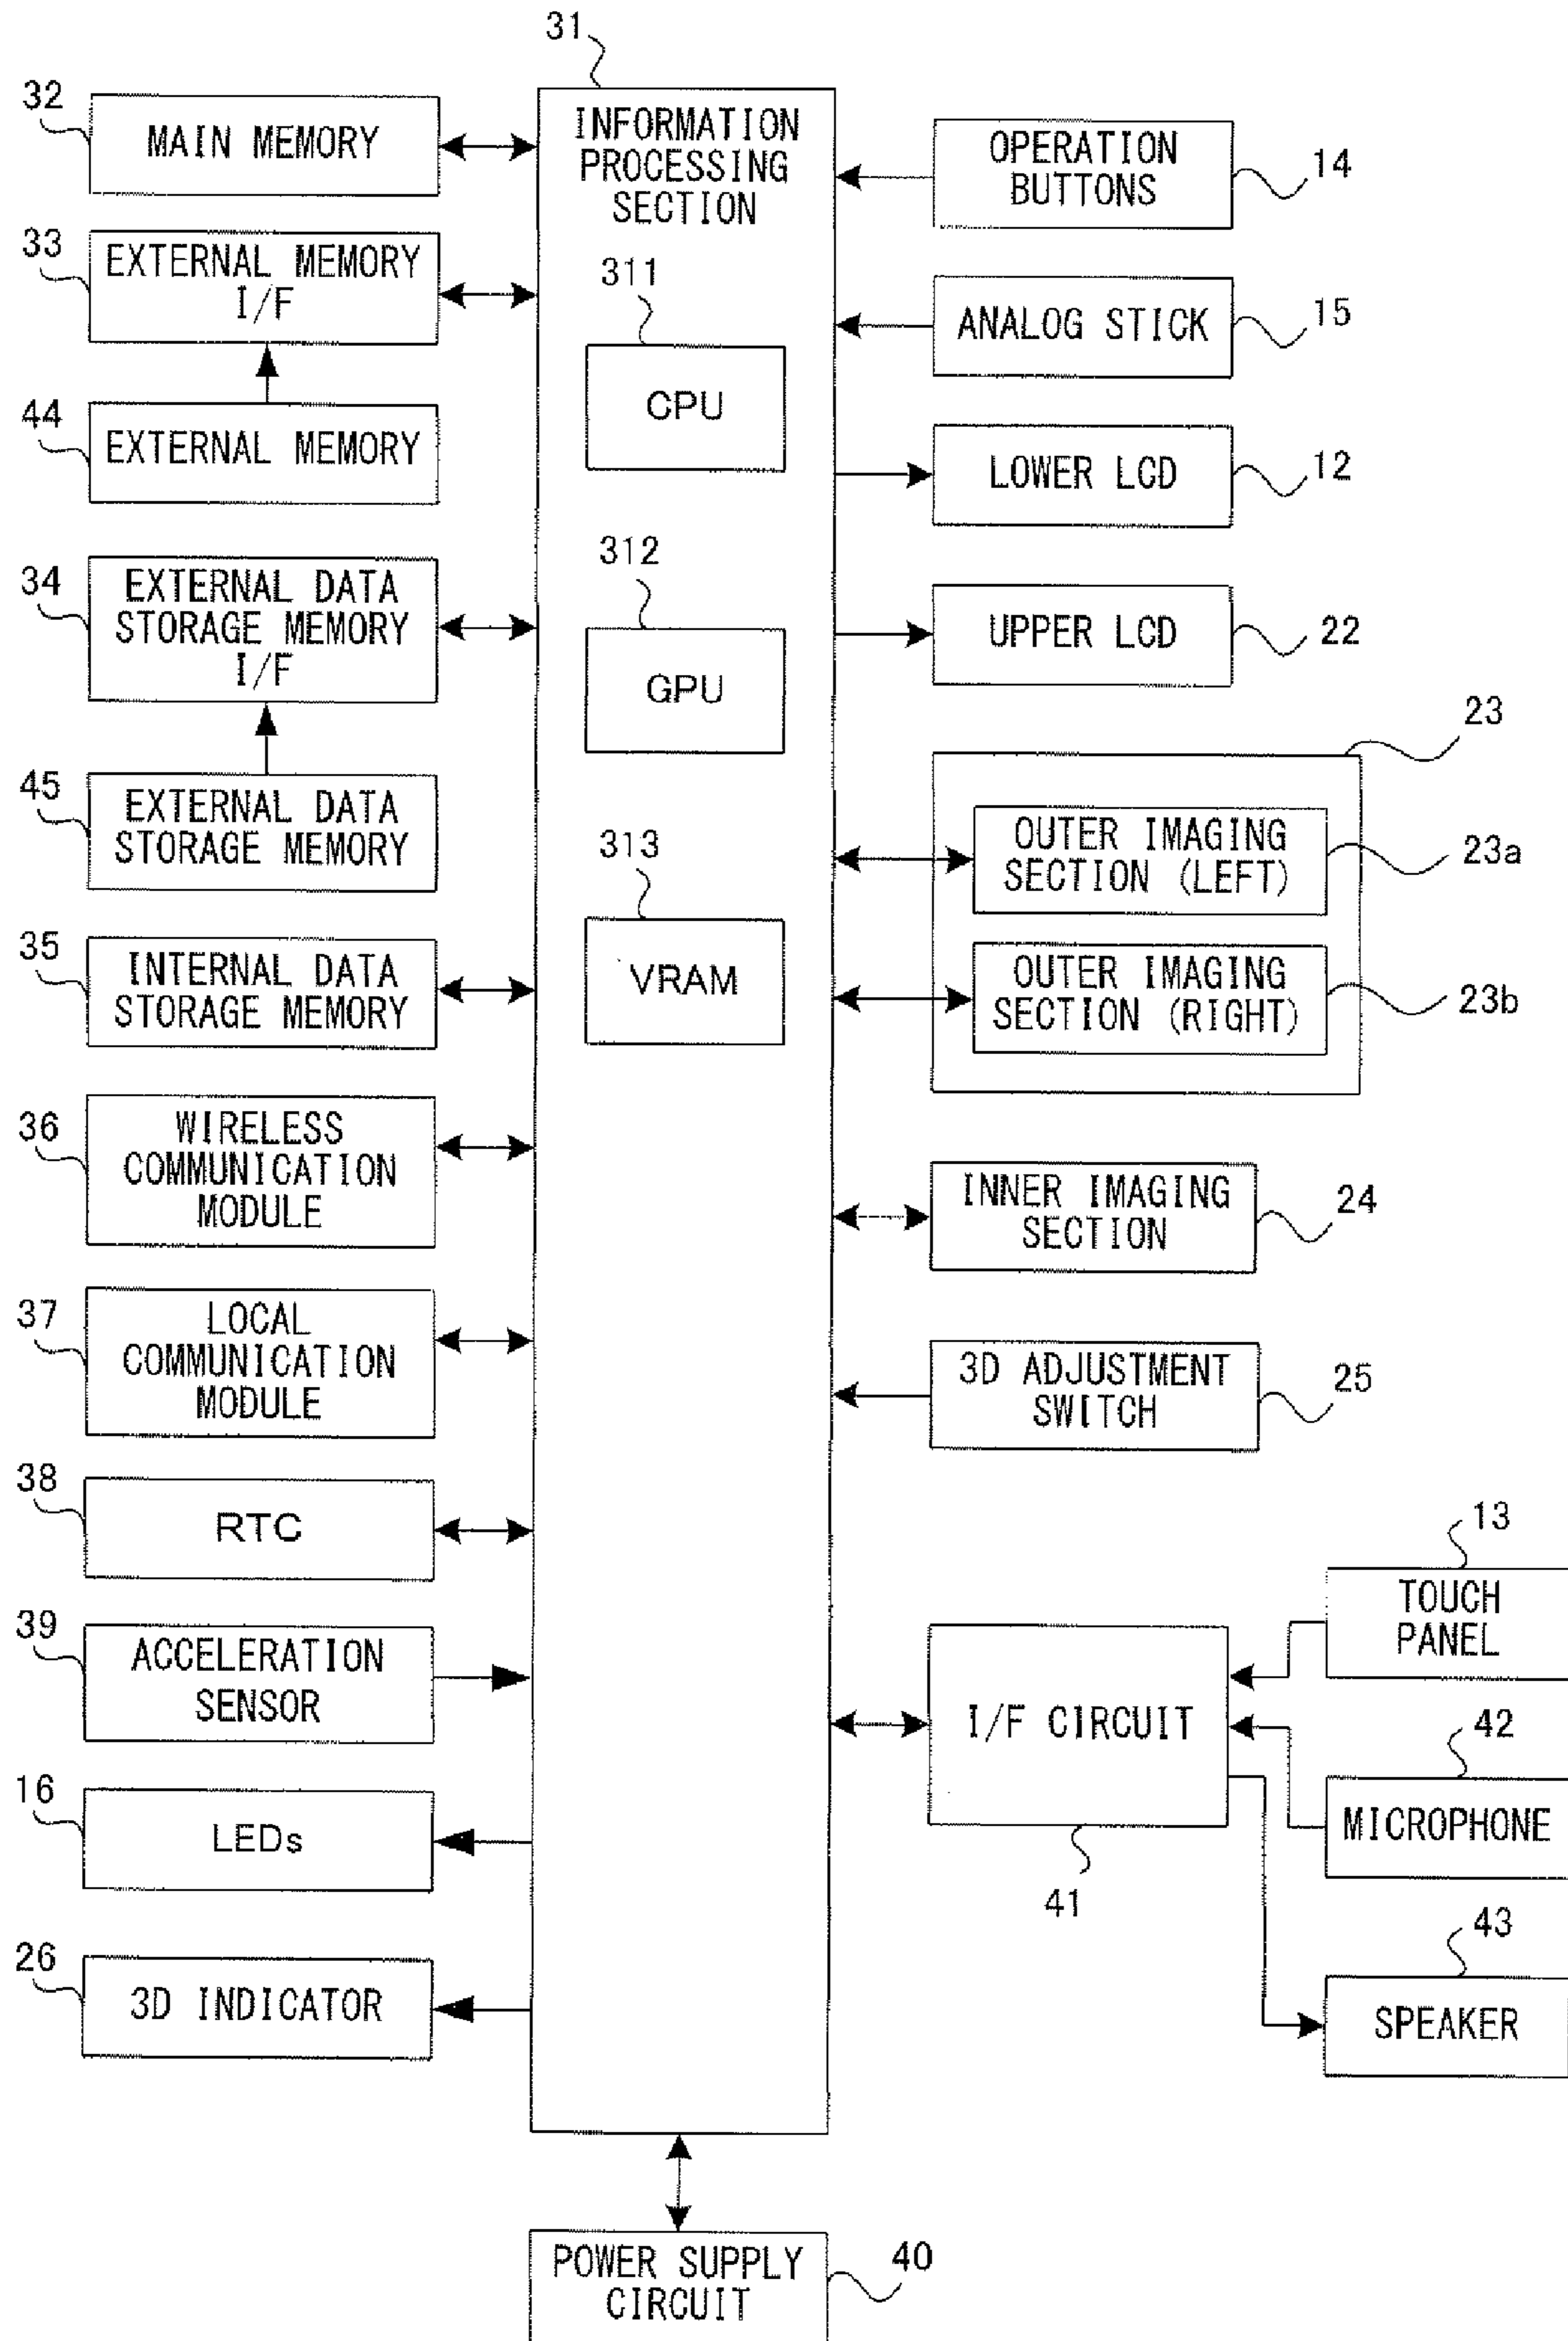 31
32
MAIN MEMORY
33
EXTERNAL MEMORY
I/F
44
EXTERNAL MEMORY
34
EXTERNAL DATA
STORAGE MEMORY
I/F
45
EXTERNAL DATA
STORAGE MEMORY
35
INTERNAL DATA
STORAGE MEMORY
36
WIRELESS
COMMUNICATION
MODULE
37
LOCAL
COMMUNICATION
MODULE
38
RTC
39
ACCELERATION
SENSOR
16
LEDs
26
3D INDICATOR
INFORMATION
PROCESSING
SECTION
311
CPU
312
GPU
313
VRAM
OPERATION
BUTTONS
14
ANALOG STICK
15
LOWER LCD
12
UPPER LCD
22
23
OUTER IMAGING
SECTION (LEFT)
23a
OUTER IMAGING
SECTION (RIGHT)
23b
INNER IMAGING
SECTION
24
3D ADJUSTMENT
SWITCH
25
13
TOUCH
PANEL
I/F CIRCUIT
41
42
MICROPHONE
43
SPEAKER
POWER SUPPLY
CIRCUIT
40